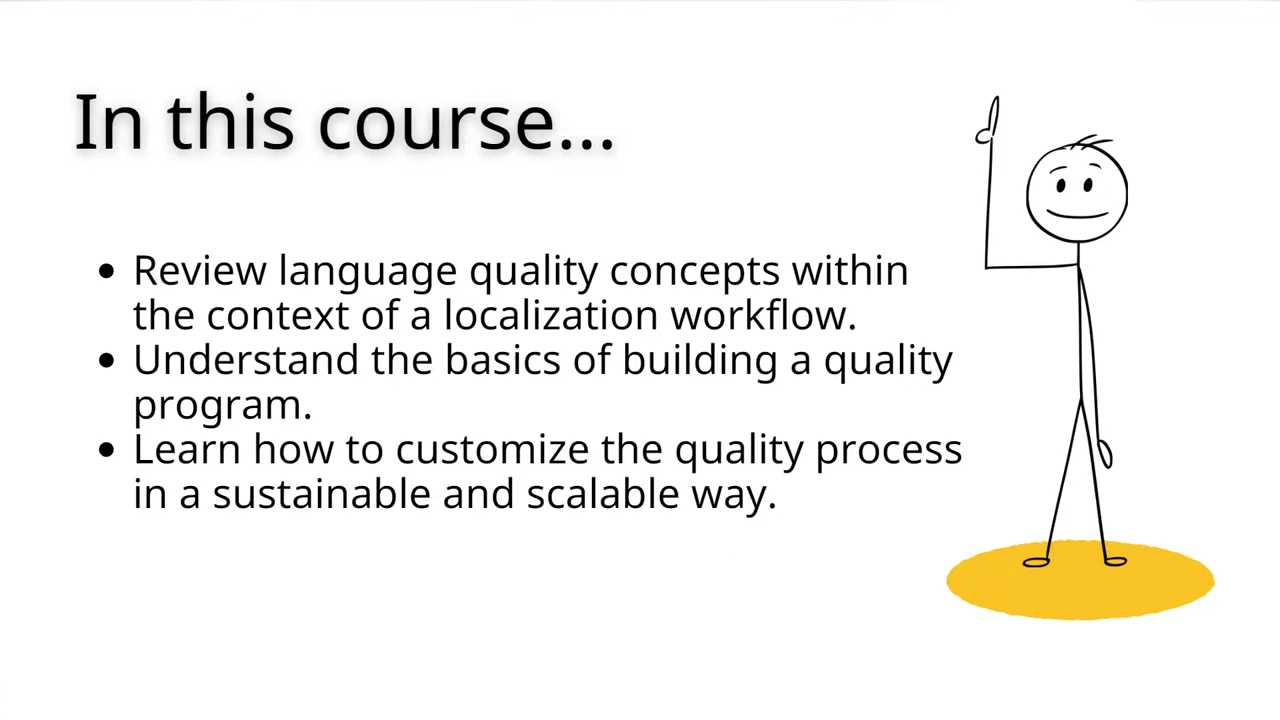 In this course...
• Review language quality concepts within
the context of a localization workflow.
• Understand the basics of building a quality
program.
• Learn how to customize the quality process
in a sustainable and scalable way.